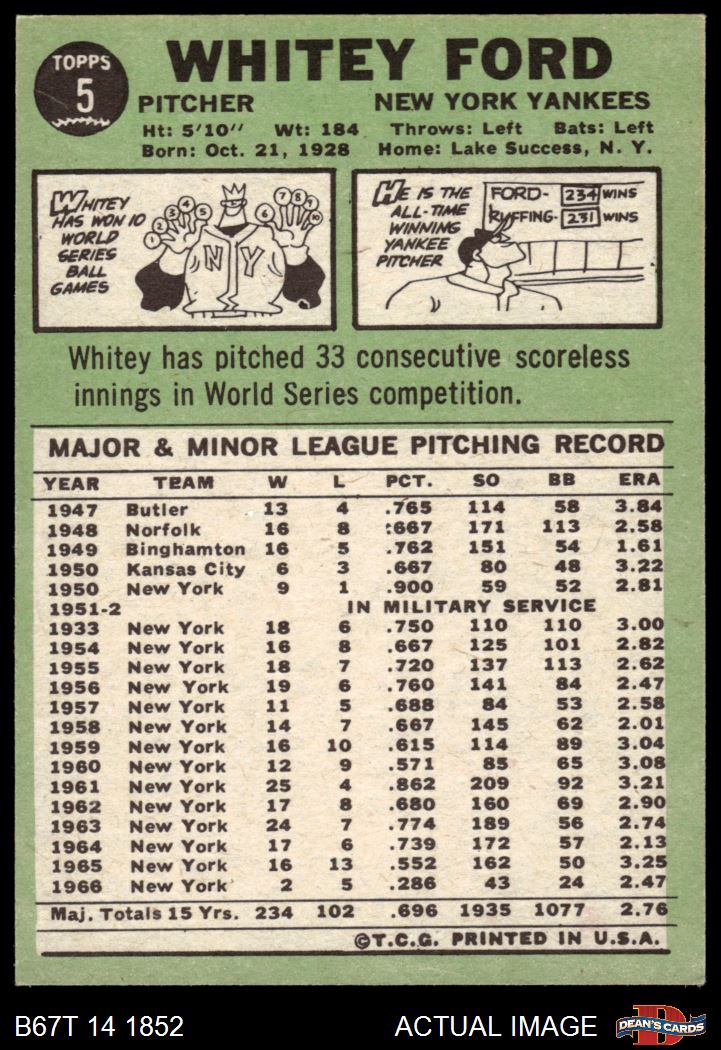 TOPPS
5
WHITEY FORD
PITCHER NEW YORK YANKEES
Ht: 5'10" Wt: 184 Throws: Left Bats: Left
Born: Oct. 21, 1928 Home: Lake Success, N. Y.
WHITEY
HAS WON 10
WORLD
SERIES
BALL
GAMES
1 2 3 4 5 6 7 8 9 10
N Y
HE IS THE
ALL-TIME
WINNING
YANKEE
PITCHER
FORD- 234 WINS
RUFFING- 231 WINS
Whitey has pitched 33 consecutive scoreless
innings in World Series competition.
MAJOR & MINOR LEAGUE PITCHING RECORD
YEAR TEAM W L PCT. SO BB ERA
1947 Butler 13 4 .765 114 58 3.84
1948 Norfolk 16 8 .667 171 113 2.58
1949 Binghamton 16 5 .762 151 54 1.61
1950 Kansas City 6 3 .667 80 48 3.22
1950 New York 9 1 .900 59 52 2.81
1951-2 IN MILITARY SERVICE
1933 New York 18 6 .750 110 110 3.00
1954 New York 16 8 .667 125 101 2.82
1955 New York 18 7 .720 137 113 2.62
1956 New York 19 6 .760 141 84 2.47
1957 New York 11 5 .688 84 53 2.58
1958 New York 14 7 .667 145 62 2.01
1959 New York 16 10 .615 114 89 3.04
1960 New York 12 9 .571 85 65 3.08
1961 New York 25 4 .862 209 92 3.21
1962 New York 17 8 .680 160 69 2.90
1963 New York 24 7 .774 189 56 2.74
1964 New York 17 6 .739 172 57 2.13
1965 New York 16 13 .552 162 50 3.25
1966 New York 2 5 .286 43 24 2.47
Maj. Totals 15 Yrs. 234 102 .696 1935 1077 2.76
©T.C.G. PRINTED IN U.S.A.
B67T 14 1852 ACTUAL IMAGE D DEAN'S CARDS